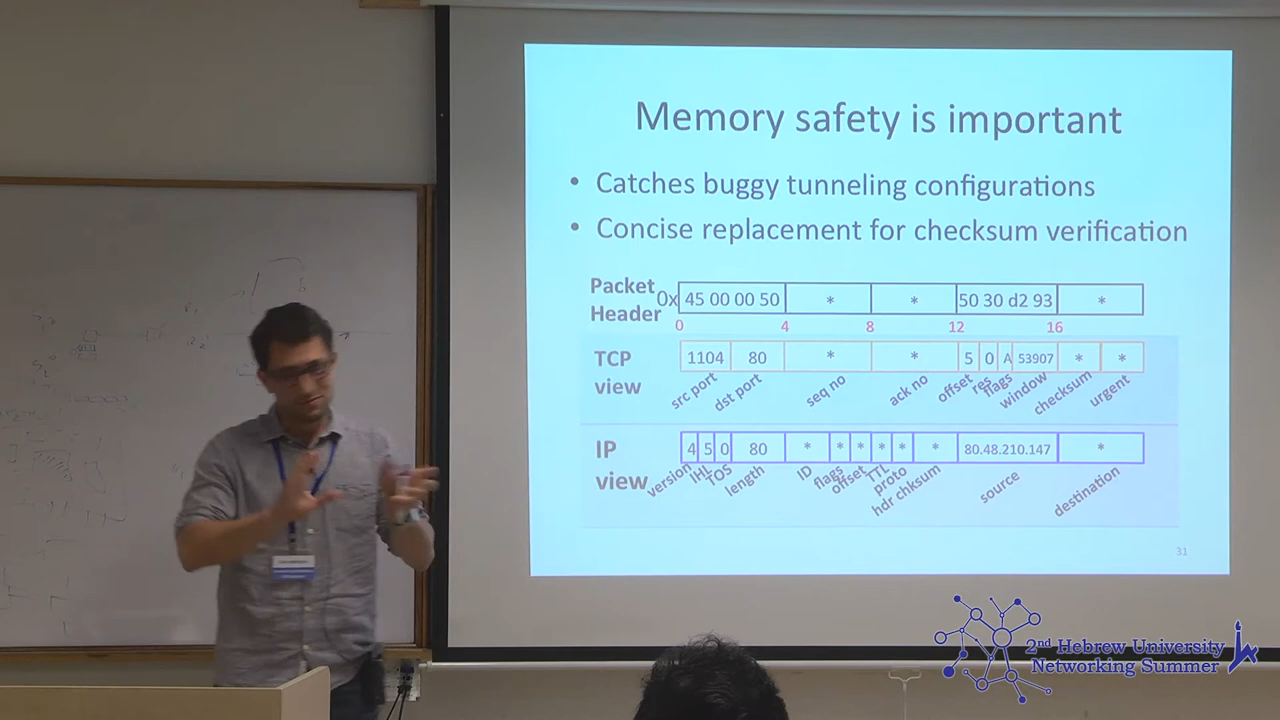 Memory safety is important
• Catches buggy tunneling configurations
• Concise replacement for checksum verification
Packet Header
0x 45 00 00 50 * * 50 30 d2 93 *
0 4 8 12 16
TCP view
1104 80 * * 5 0 A 53907 * *
src port dst port seq no ack no offset res flags window checksum urgent
IP view
4 5 0 80 * * * * * * 80.48.210.147 *
version IHL TOS length ID flags offset TTL proto hdr chksum source destination
31
2nd Hebrew University
Networking Summer